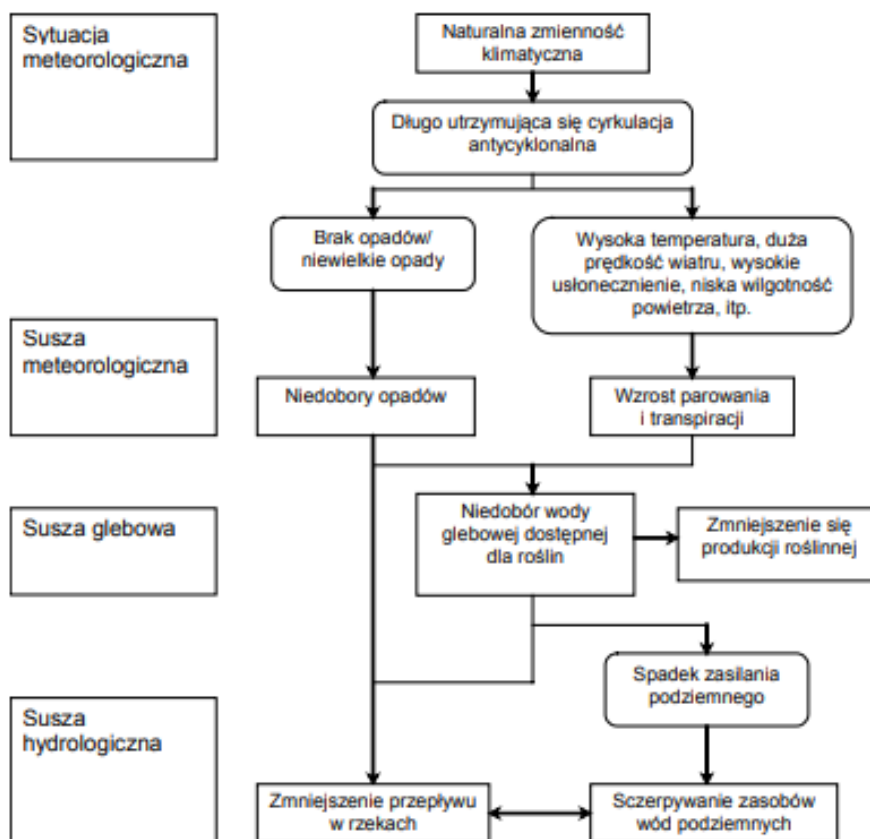 Sytuacja
meteorologiczna
Naturalna zmienność
klimatyczna
Długo utrzymująca się cyrkulacja
antycyklonalna
Brak opadów/
niewielkie opady
Wysoka temperatura, duża
prędkość wiatru, wysokie
usłonecznienie, niska wilgotność
powietrza, itp.
Susza
meteorologiczna
Niedobory opadów
Wzrost parowania
i transpiracji
Susza glebowa
Niedobór wody
glebowej dostępnej
dla roślin
Zmniejszenie się
produkcji roślinnej
Spadek zasilania
podziemnego
Susza
hydrologiczna
Zmniejszenie przepływu
w rzekach
Sczerpywanie zasobów
wód podziemnych